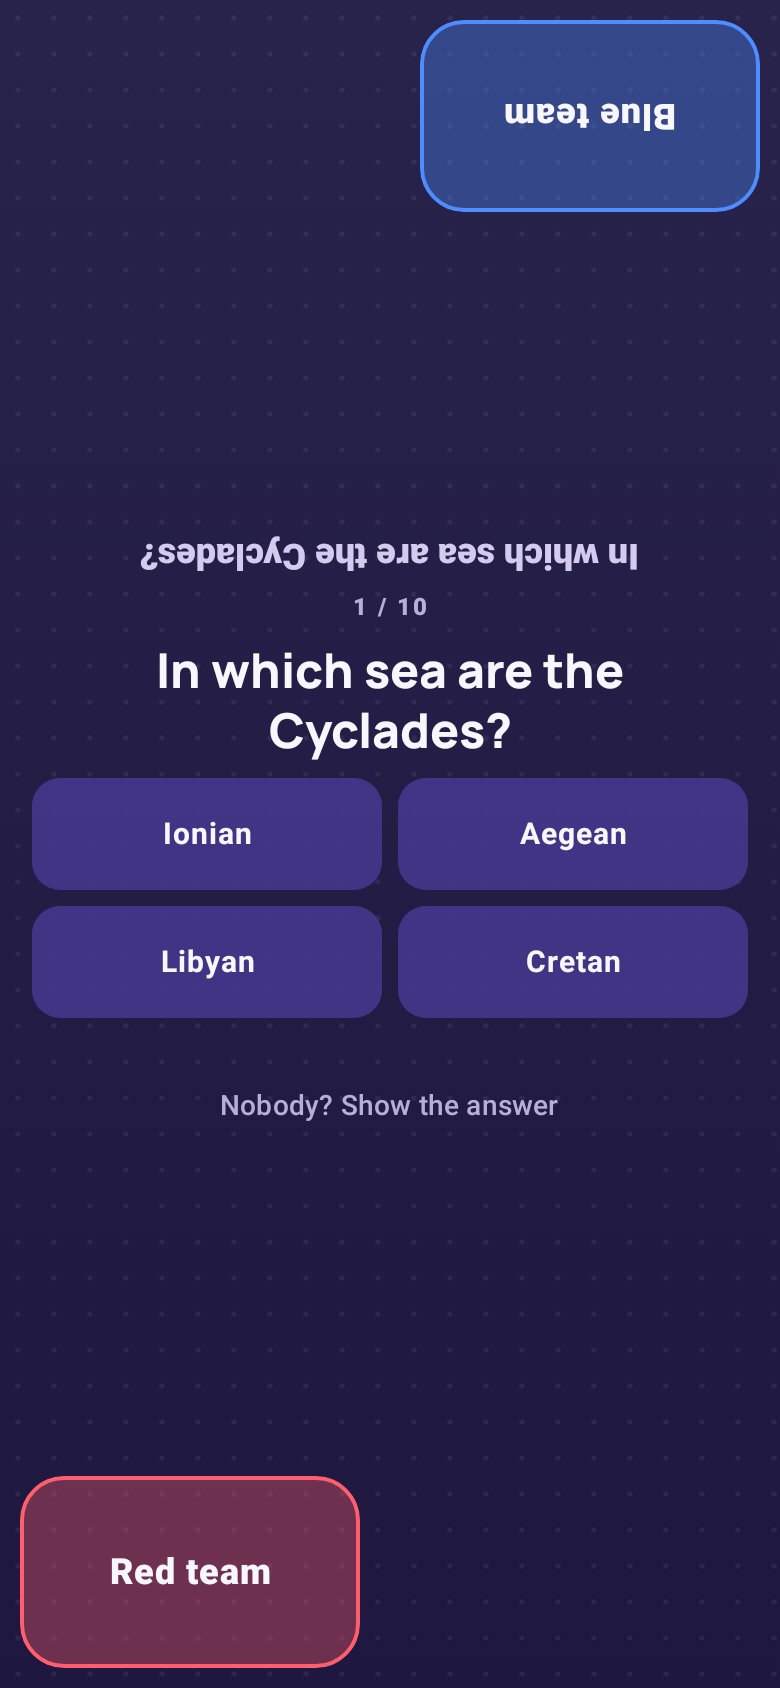 Blue team
In which sea are the Cyclades?
1 / 10
In which sea are the
Cyclades?
Ionian
Aegean
Libyan
Cretan
Nobody? Show the answer
Red team